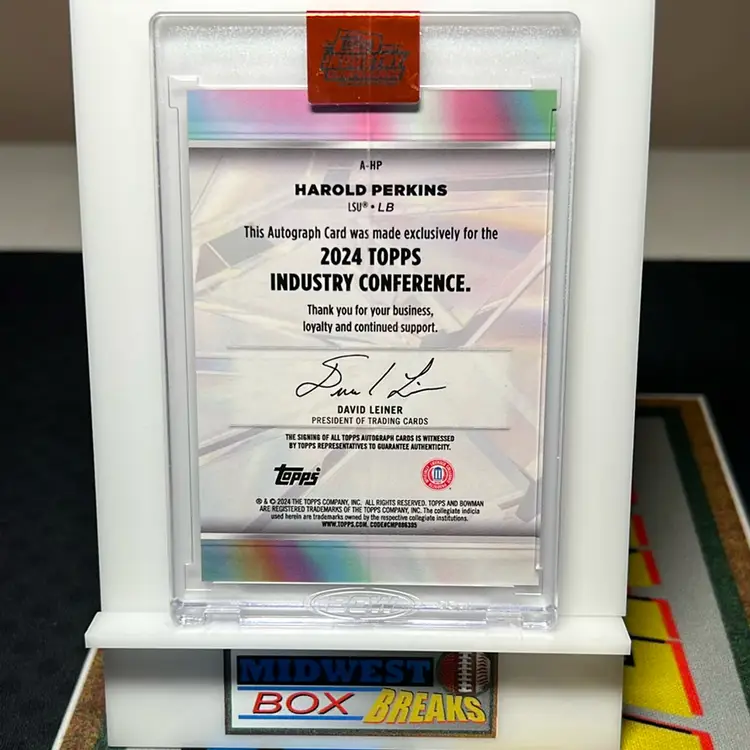 A-HP
HAROLD PERKINS
LSU® • LB
This Autograph Card was made exclusively for the
2024 TOPPS
INDUSTRY CONFERENCE.
Thank you for your business,
loyalty and continued support.
DAVID LEINER
PRESIDENT OF TRADING CARDS
THE SIGNING OF ALL TOPPS AUTOGRAPH CARDS IS WITNESSED
BY TOPPS REPRESENTATIVES TO GUARANTEE AUTHENTICITY.
topps
® & © 2024 THE TOPPS COMPANY, INC. ALL RIGHTS RESERVED. TOPPS AND BOWMAN
ARE REGISTERED TRADEMARKS OF THE TOPPS COMPANY, INC. The collegiate indicia
used herein are trademarks owned by the respective collegiate institutions.
WWW.TOPPS.COM. CODE#CMP086305
MIDWEST
BOX BREAKS